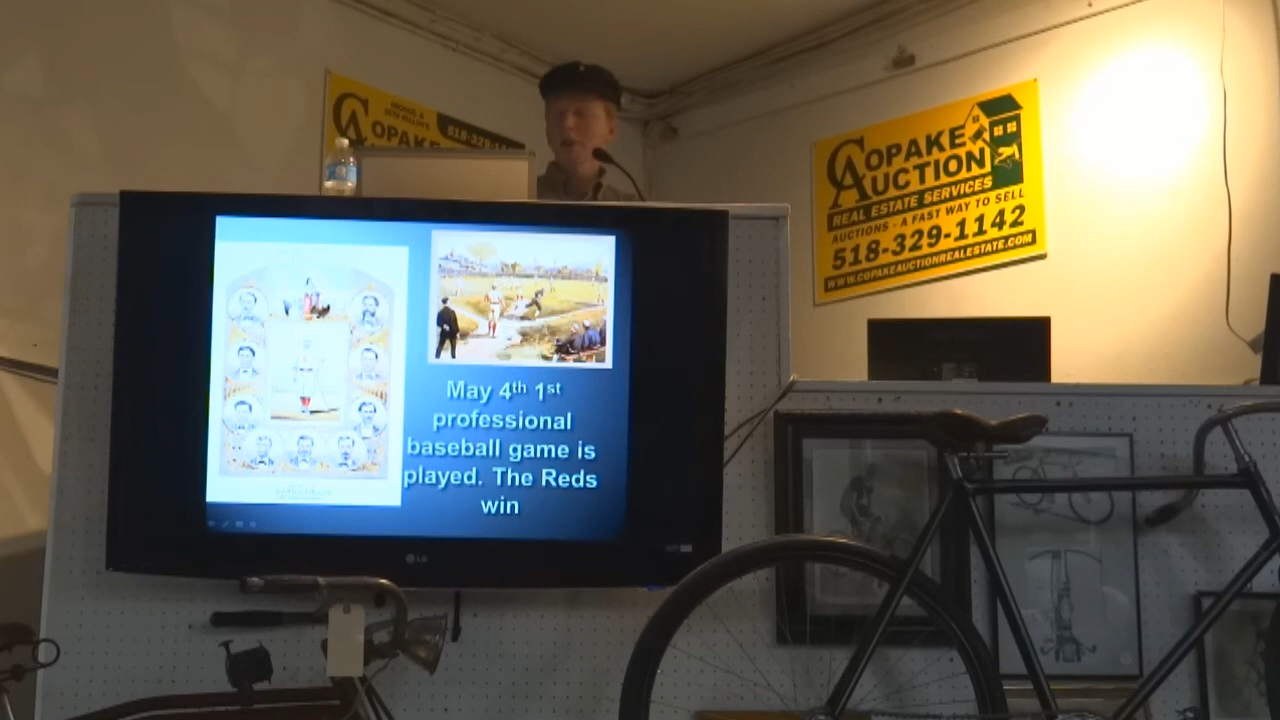 COPAKE
518-329-11
COPAKE
AUCTION
REAL ESTATE SERVICES
AUCTIONS - A FAST WAY TO SELL
518-329-1142
WWW.COPAKEAUCTIONREALESTATE.COM
May 4th 1st
professional
baseball game is
played. The Reds
win
LG